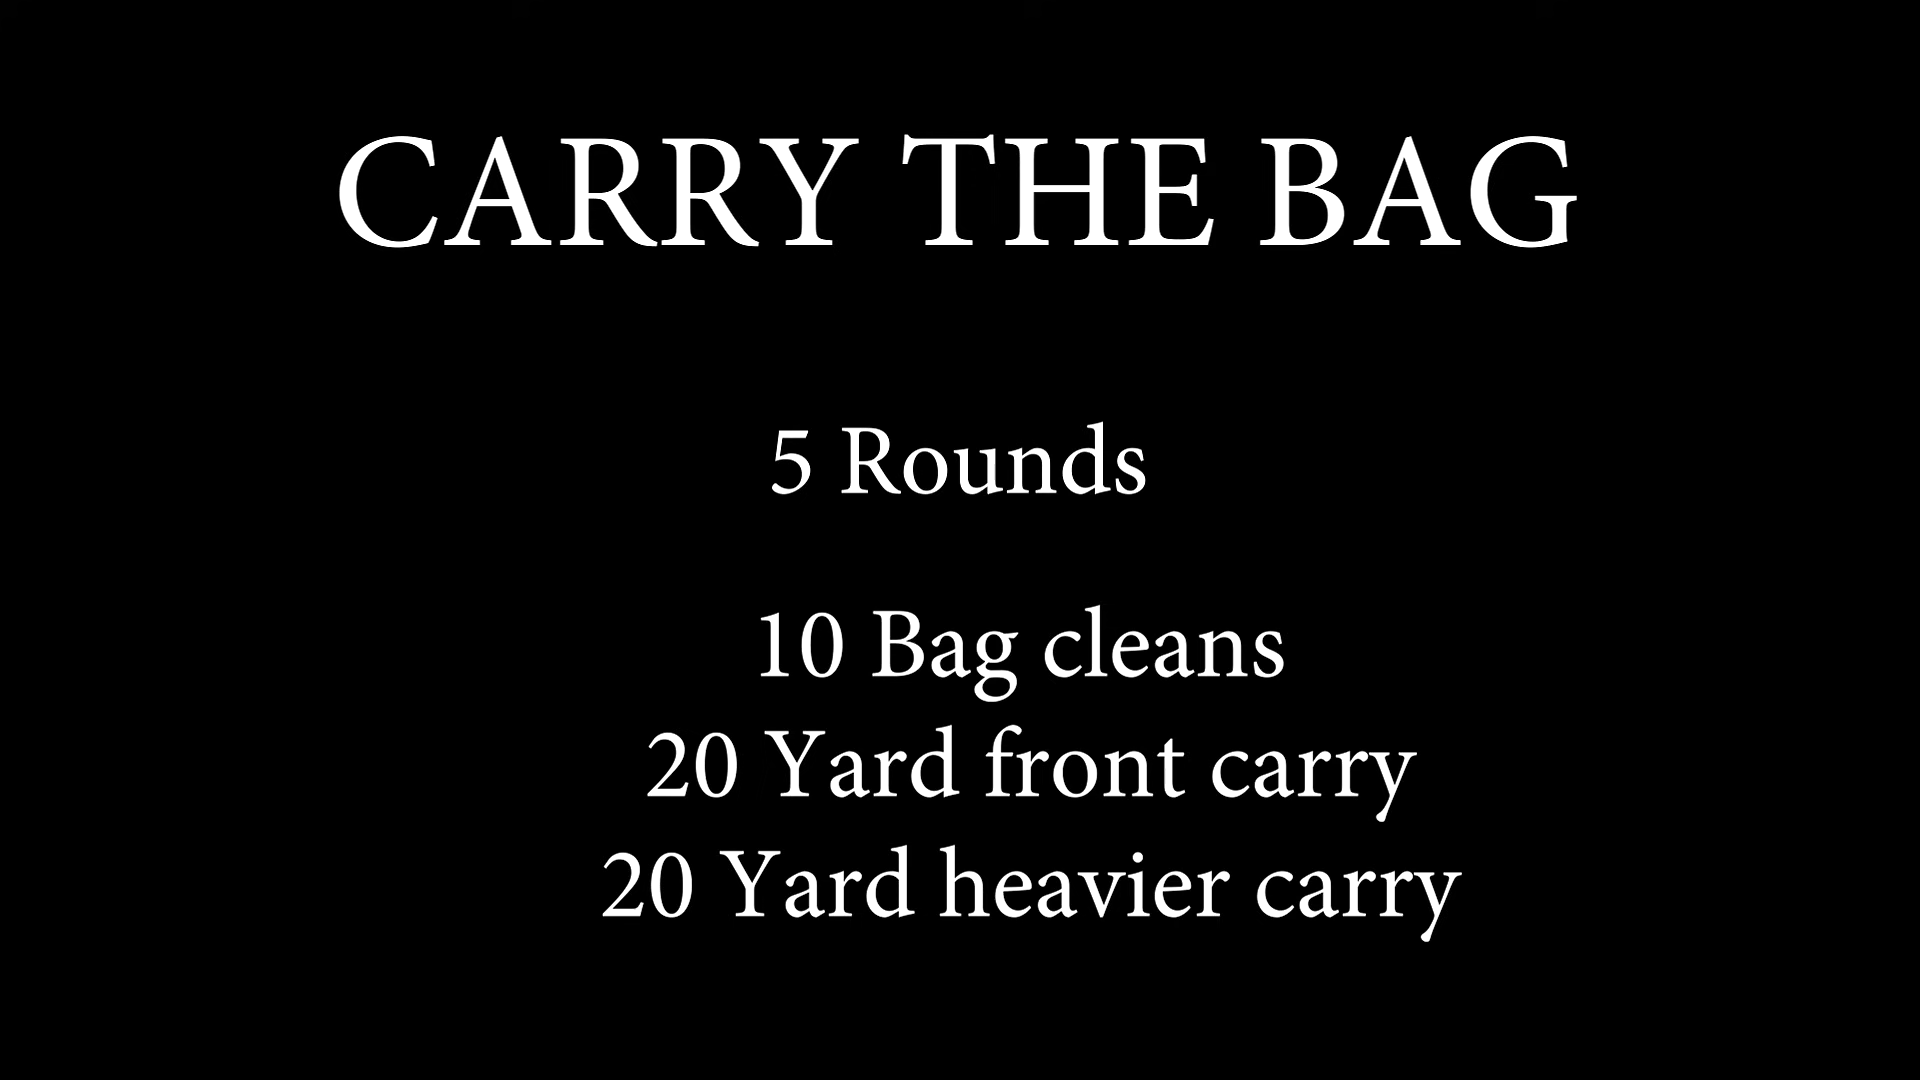 CARRY THE BAG
5 Rounds
10 Bag cleans
20 Yard front carry
20 Yard heavier carry